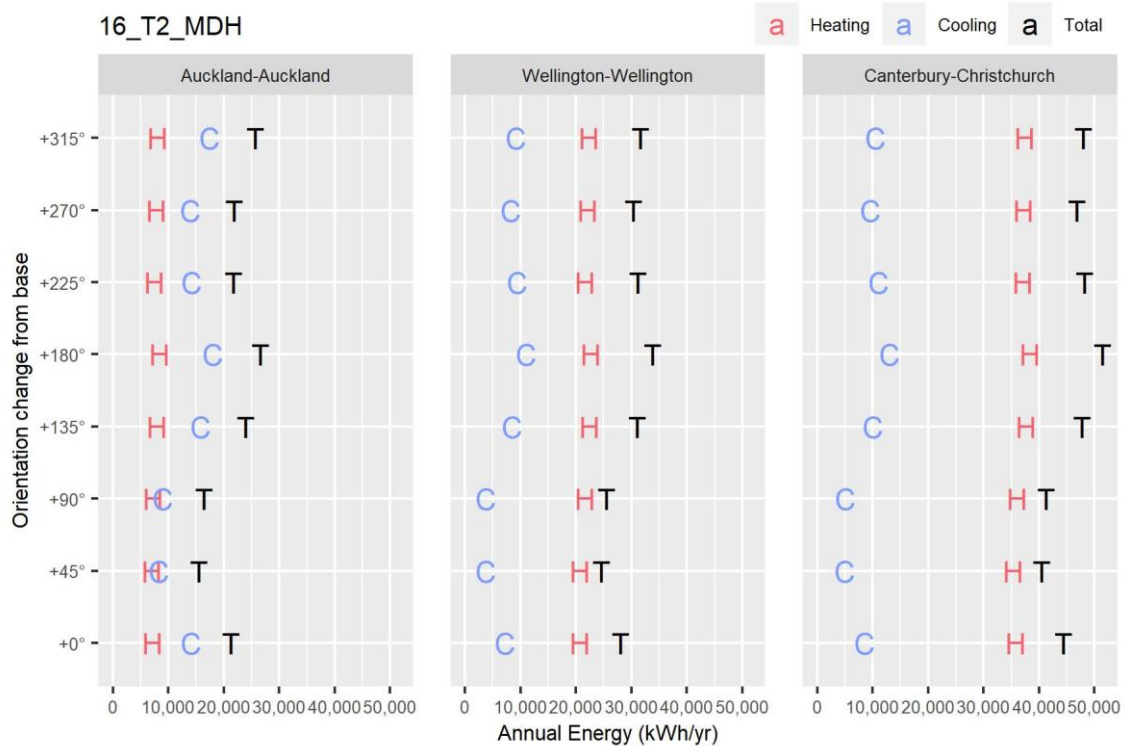 16_T2_MDH
a Heating a Cooling a Total
Auckland-Auckland Wellington-Wellington Canterbury-Christchurch
Orientation change from base
+315° H C T C H T C H T
+270° H C T C H T C H T
+225° H C T C H T C H T
+180° H C T C H T C H T
+135° H C T C H T C H T
+90° H C T C H T C H T
+45° H C T C H T C H T
+0° H C T C H T C H T
0 10,000 20,000 30,000 40,000 50,000 0 10,000 20,000 30,000 40,000 50,000 0 10,000 20,000 30,000 40,000 50,000
Annual Energy (kWh/yr)